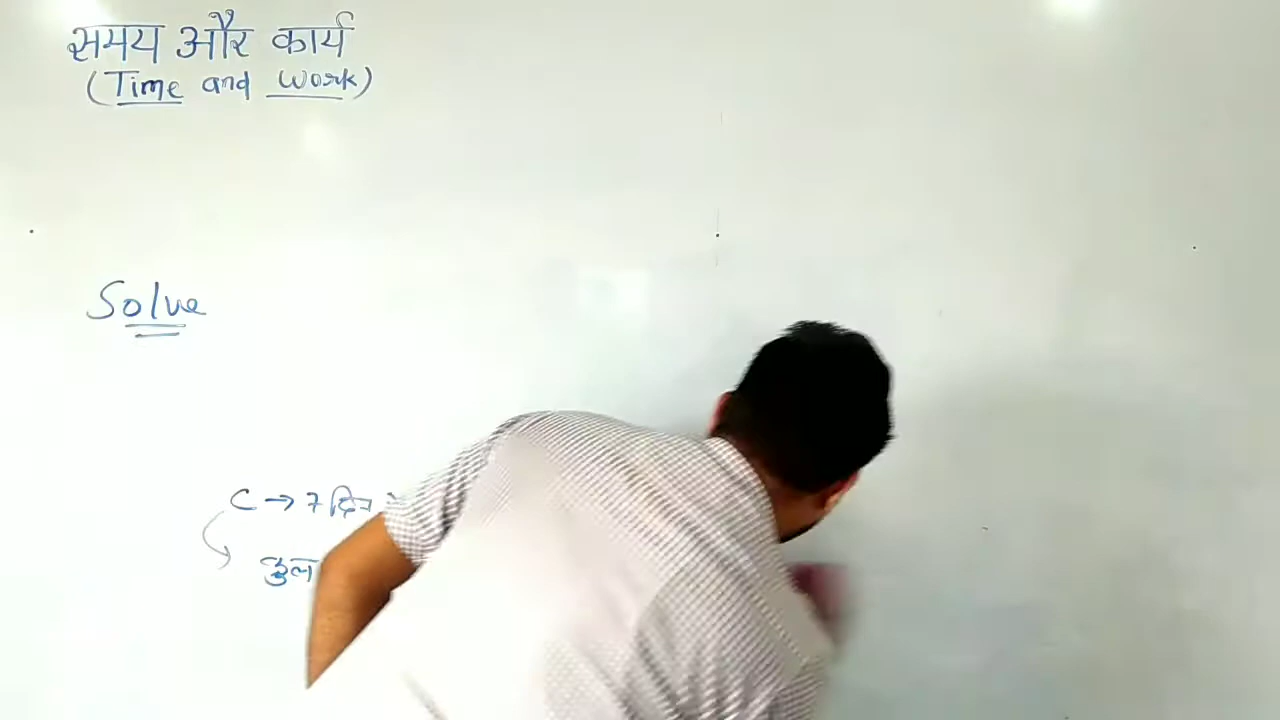 समय और कार्य
(Time and Work)
Solve
C → 7 दिन
कुल